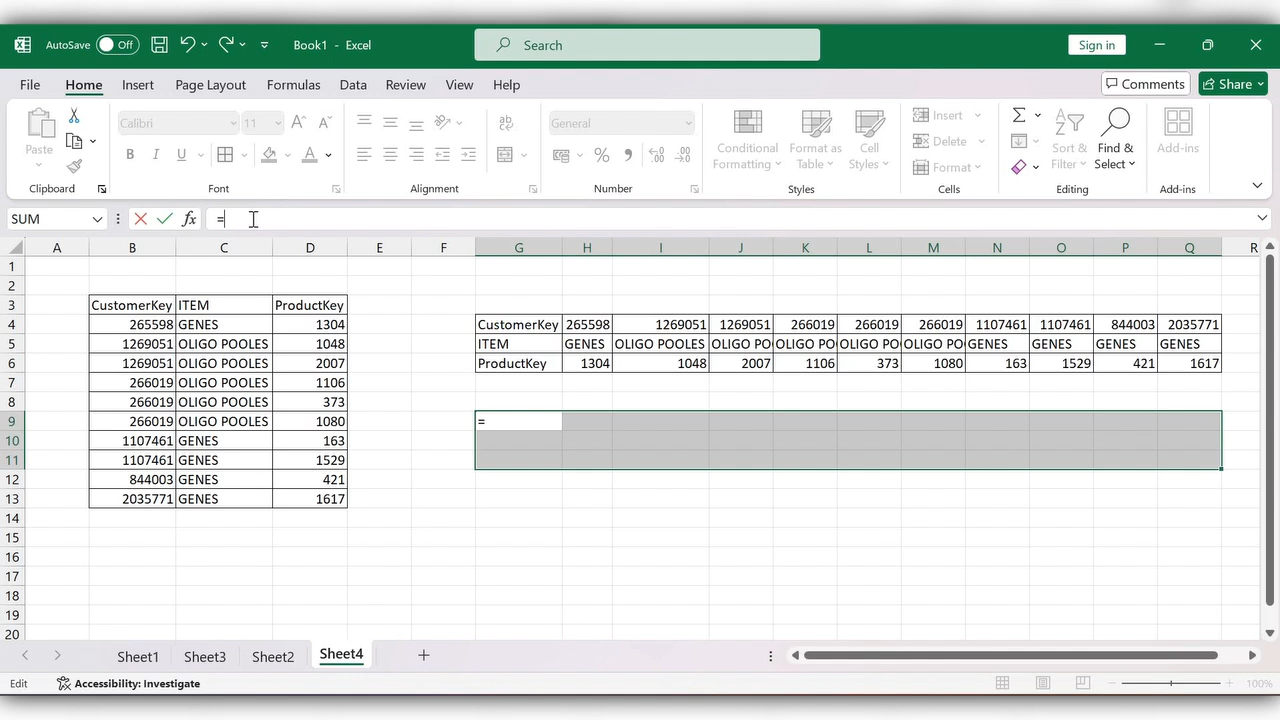 AutoSave Off Book1 - Excel Search Sign in
File Home Insert Page Layout Formulas Data Review View Help Comments Share
Paste Calibri 11 General Conditional Formatting Format as Table Cell Styles Insert Delete Format Sort & Filter Find & Select Add-ins
B I U
Clipboard Font Alignment Number Styles Cells Editing Add-ins
SUM fx =
A B C D E F G H I J K L M N O P Q R
1
2
3 CustomerKey ITEM ProductKey
4 265598 GENES 1304 CustomerKey 265598 1269051 1269051 266019 266019 266019 1107461 1107461 844003 2035771
5 1269051 OLIGO POOLES 1048 ITEM GENES OLIGO POOLES OLIGO PO OLIGO PO OLIGO PO OLIGO PO GENES GENES GENES GENES
6 1269051 OLIGO POOLES 2007 ProductKey 1304 1048 2007 1106 373 1080 163 1529 421 1617
7 266019 OLIGO POOLES 1106
8 266019 OLIGO POOLES 373
9 266019 OLIGO POOLES 1080 =
10 1107461 GENES 163
11 1107461 GENES 1529
12 844003 GENES 421
13 2035771 GENES 1617
14
15
16
17
18
19
20
Sheet1 Sheet3 Sheet2 Sheet4
Edit Accessibility: Investigate 100%